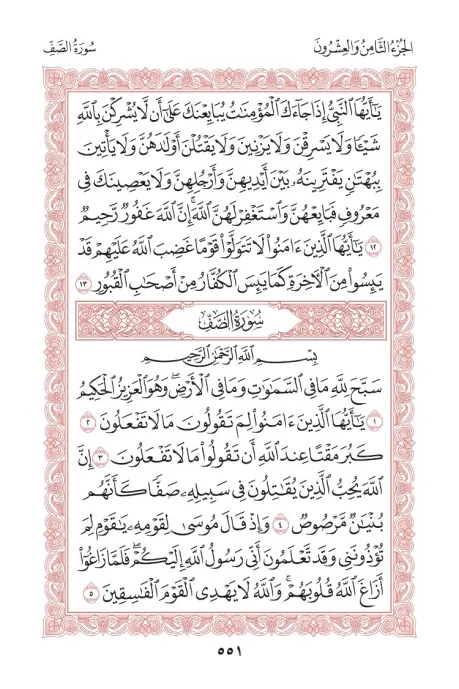 الجُزْءُ الثَّامِنُ وَالعِشْرُونَ
سُورَةُ الصَّفِّ
يَٰٓأَيُّهَا ٱلنَّبِيُّ إِذَا جَآءَكَ ٱلْمُؤْمِنَٰتُ يُبَايِعْنَكَ عَلَىٰٓ أَن لَّا يُشْرِكْنَ بِٱللَّهِ
شَيْـًٔا وَلَا يَسْرِقْنَ وَلَا يَزْنِينَ وَلَا يَقْتُلْنَ أَوْلَٰدَهُنَّ وَلَا يَأْتِينَ
بِبُهْتَٰنٍ يَفْتَرِينَهُۥ بَيْنَ أَيْدِيهِنَّ وَأَرْجُلِهِنَّ وَلَا يَعْصِينَكَ فِي
مَعْرُوفٍ فَبَايِعْهُنَّ وَٱسْتَغْفِرْ لَهُنَّ ٱللَّهَ ۖ إِنَّ ٱللَّهَ غَفُورٌ رَّحِيمٌ
١٢ يَٰٓأَيُّهَا ٱلَّذِينَ ءَامَنُوا۟ لَا تَتَوَلَّوْا۟ قَوْمًا غَضِبَ ٱللَّهُ عَلَيْهِمْ قَدْ
يَئِسُوا۟ مِنَ ٱلْءَاخِرَةِ كَمَا يَئِسَ ٱلْكُفَّارُ مِنْ أَصْحَٰبِ ٱلْقُبُورِ ١٣
سُورَةُ الصَّفِّ
بِسْمِ ٱللَّهِ ٱلرَّحْمَٰنِ ٱلرَّحِيمِ
سَبَّحَ لِلَّهِ مَا فِي ٱلسَّمَٰوَٰتِ وَمَا فِي ٱلْأَرْضِ ۖ وَهُوَ ٱلْعَزِيزُ ٱلْحَكِيمُ
١ يَٰٓأَيُّهَا ٱلَّذِينَ ءَامَنُوا۟ لِمَ تَقُولُونَ مَا لَا تَفْعَلُونَ ٢
كَبُرَ مَقْتًا عِندَ ٱللَّهِ أَن تَقُولُوا۟ مَا لَا تَفْعَلُونَ ٣ إِنَّ
ٱللَّهَ يُحِبُّ ٱلَّذِينَ يُقَٰتِلُونَ فِي سَبِيلِهِۦ صَفًّا كَأَنَّهُم
بُنْيَٰنٌ مَّرْصُوصٌ ٤ وَإِذْ قَالَ مُوسَىٰ لِقَوْمِهِۦ يَٰقَوْمِ لِمَ
تُؤْذُونَنِي وَقَد تَّعْلَمُونَ أَنِّي رَسُولُ ٱللَّهِ إِلَيْكُمْ ۖ فَلَمَّا زَاغُوٓا۟
أَزَاغَ ٱللَّهُ قُلُوبَهُمْ ۚ وَٱللَّهُ لَا يَهْدِي ٱلْقَوْمَ ٱلْفَٰسِقِينَ ٥
٥٥١